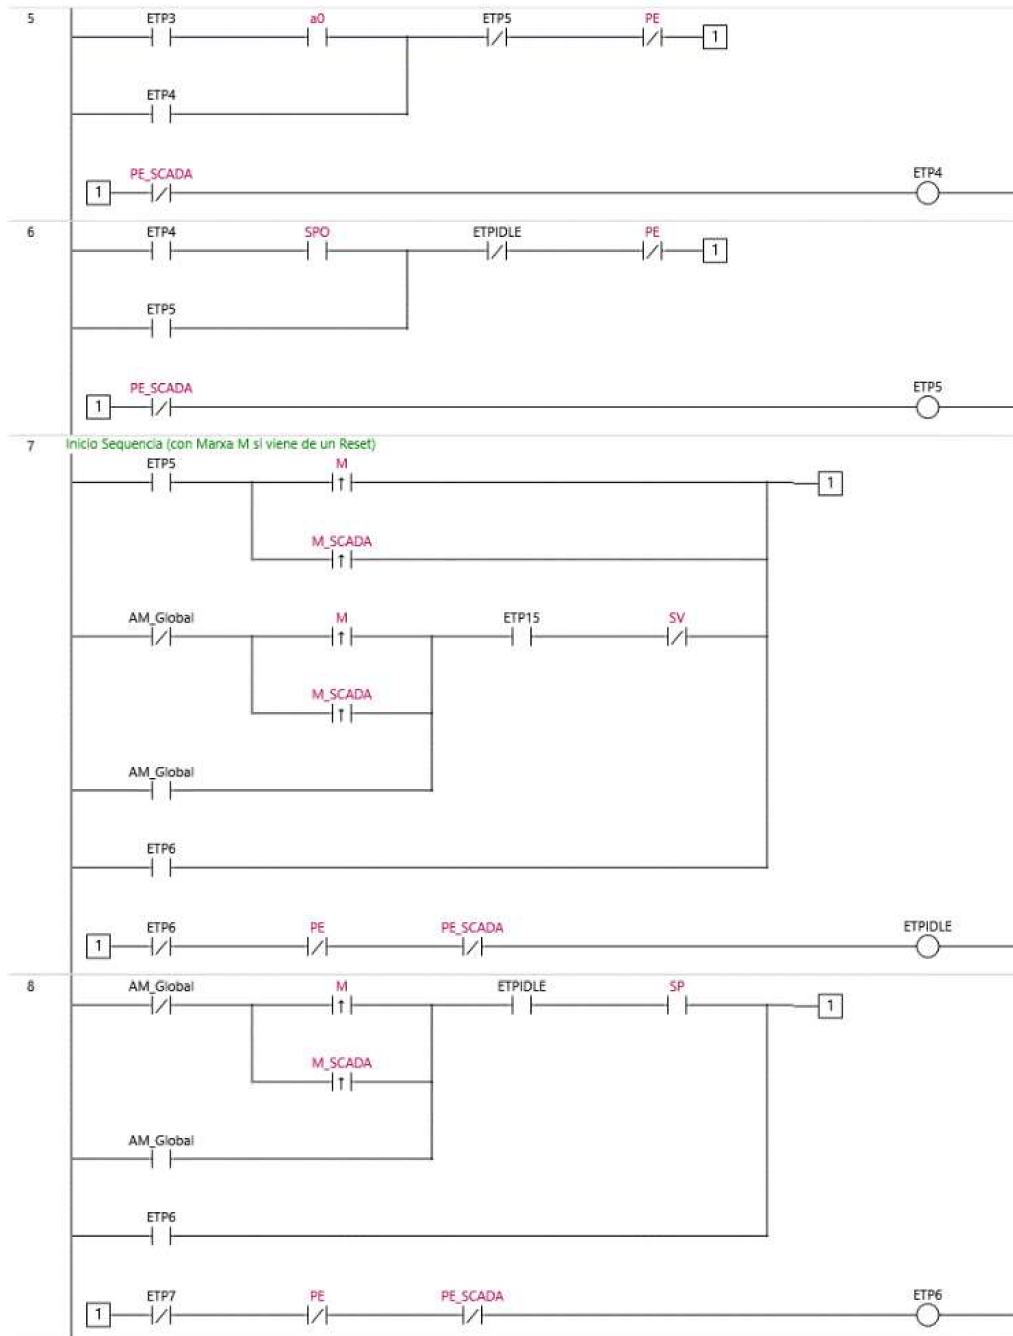 5 ETP3 a0 ETP5 PE
1
ETP4
PE_SCADA ETP4
1
6 ETP4 SPO ETPIDLE PE
1
ETP5
PE_SCADA ETP5
1
7 Inicio Sequencia (con Marxa M si viene de un Reset)
ETP5 M
1
M_SCADA
AM_Global M ETP15 SV
M_SCADA
AM_Global
ETP6
ETP6 PE PE_SCADA ETPIDLE
1
8 AM_Global M ETPIDLE SP
1
M_SCADA
AM_Global
ETP6
ETP7 PE PE_SCADA ETP6
1